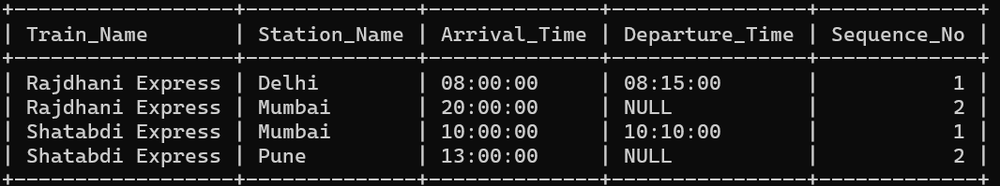 +------------------+--------------+--------------+----------------+-------------+
| Train_Name       | Station_Name | Arrival_Time | Departure_Time | Sequence_No |
+------------------+--------------+--------------+----------------+-------------+
| Rajdhani Express | Delhi        | 08:00:00     | 08:15:00       |           1 |
| Rajdhani Express | Mumbai       | 20:00:00     | NULL           |           2 |
| Shatabdi Express | Mumbai       | 10:00:00     | 10:10:00       |           1 |
| Shatabdi Express | Pune         | 13:00:00     | NULL           |           2 |
+------------------+--------------+--------------+----------------+-------------+